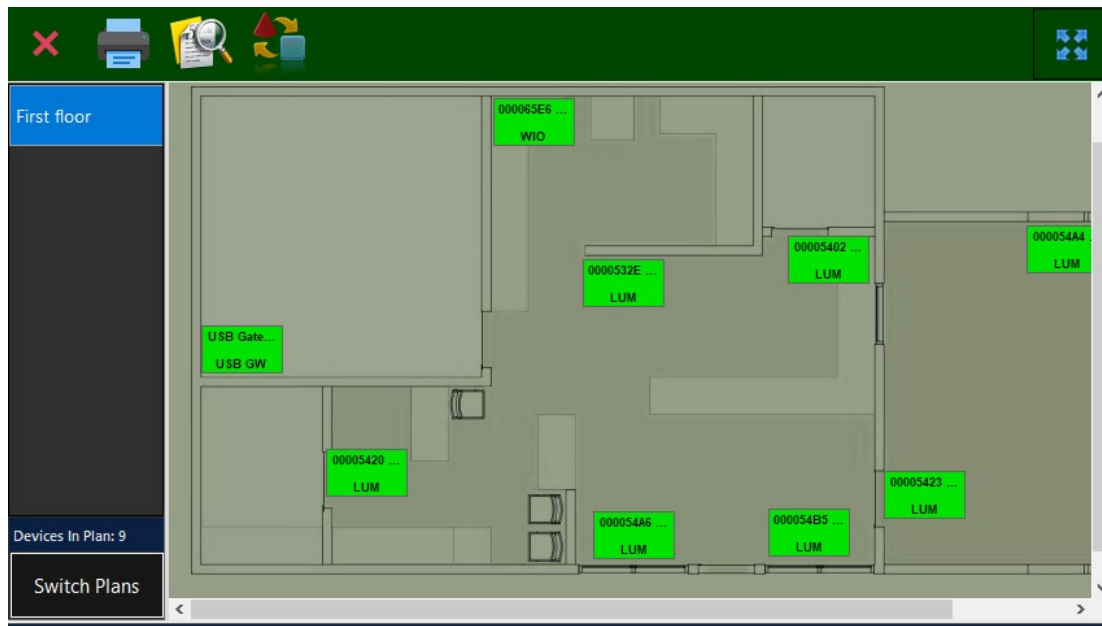 First floor
000065E6 ...
WIO
000054A4
LUM
00005402 ...
LUM
0000532E ...
LUM
USB Gate...
USB GW
00005420 ...
LUM
00005423 ...
LUM
000054A6 ...
LUM
000054B5 ...
LUM
Devices In Plan: 9
Switch Plans